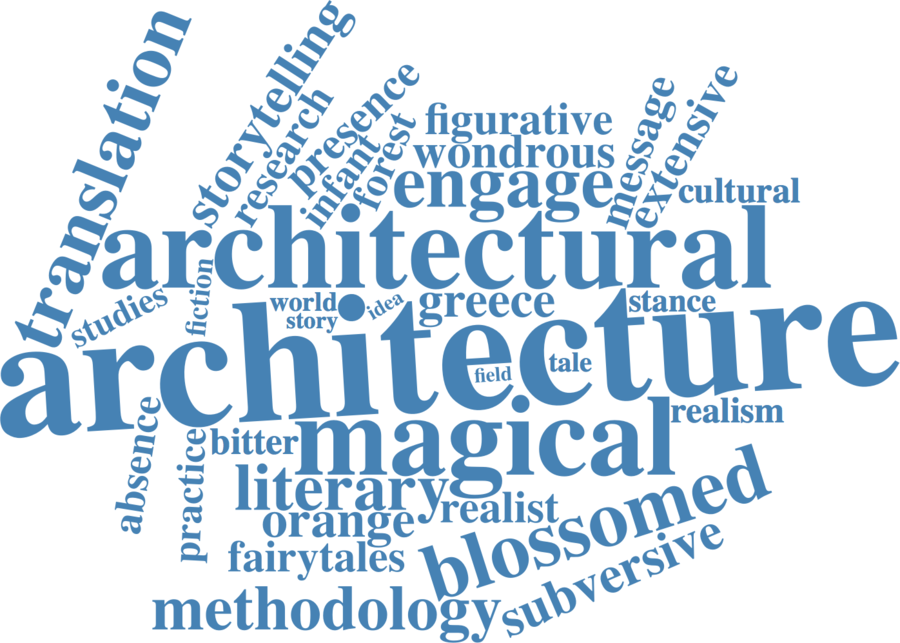 translation
storytelling
research
presence
infant
forest
figurative
wondrous
engage
message
extensive
cultural
architectural
studies
fiction
world
story
idea
greece
stance
architecture
field
tale
realism
absence
practice
bitter
magical
literary
orange
realist
fairytales
blossomed
methodology
subversive